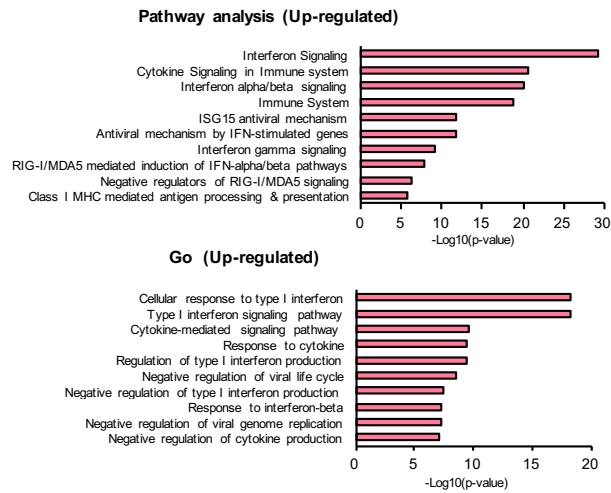 Pathway analysis (Up-regulated)
Interferon Signaling
Cytokine Signaling in Immune system
Interferon alpha/beta signaling
Immune System
ISG15 antiviral mechanism
Antiviral mechanism by IFN-stimulated genes
Interferon gamma signaling
RIG-I/MDA5 mediated induction of IFN-alpha/beta pathways
Negative regulators of RIG-I/MDA5 signaling
Class I MHC mediated antigen processing & presentation
0 5 10 15 20 25 30
-Log10(p-value)
Go (Up-regulated)
Cellular response to type I interferon
Type I interferon signaling pathway
Cytokine-mediated signaling pathway
Response to cytokine
Regulation of type I interferon production
Negative regulation of viral life cycle
Negative regulation of type I interferon production
Response to interferon-beta
Negative regulation of viral genome replication
Negative regulation of cytokine production
0 5 10 15 20
-Log10(p-value)